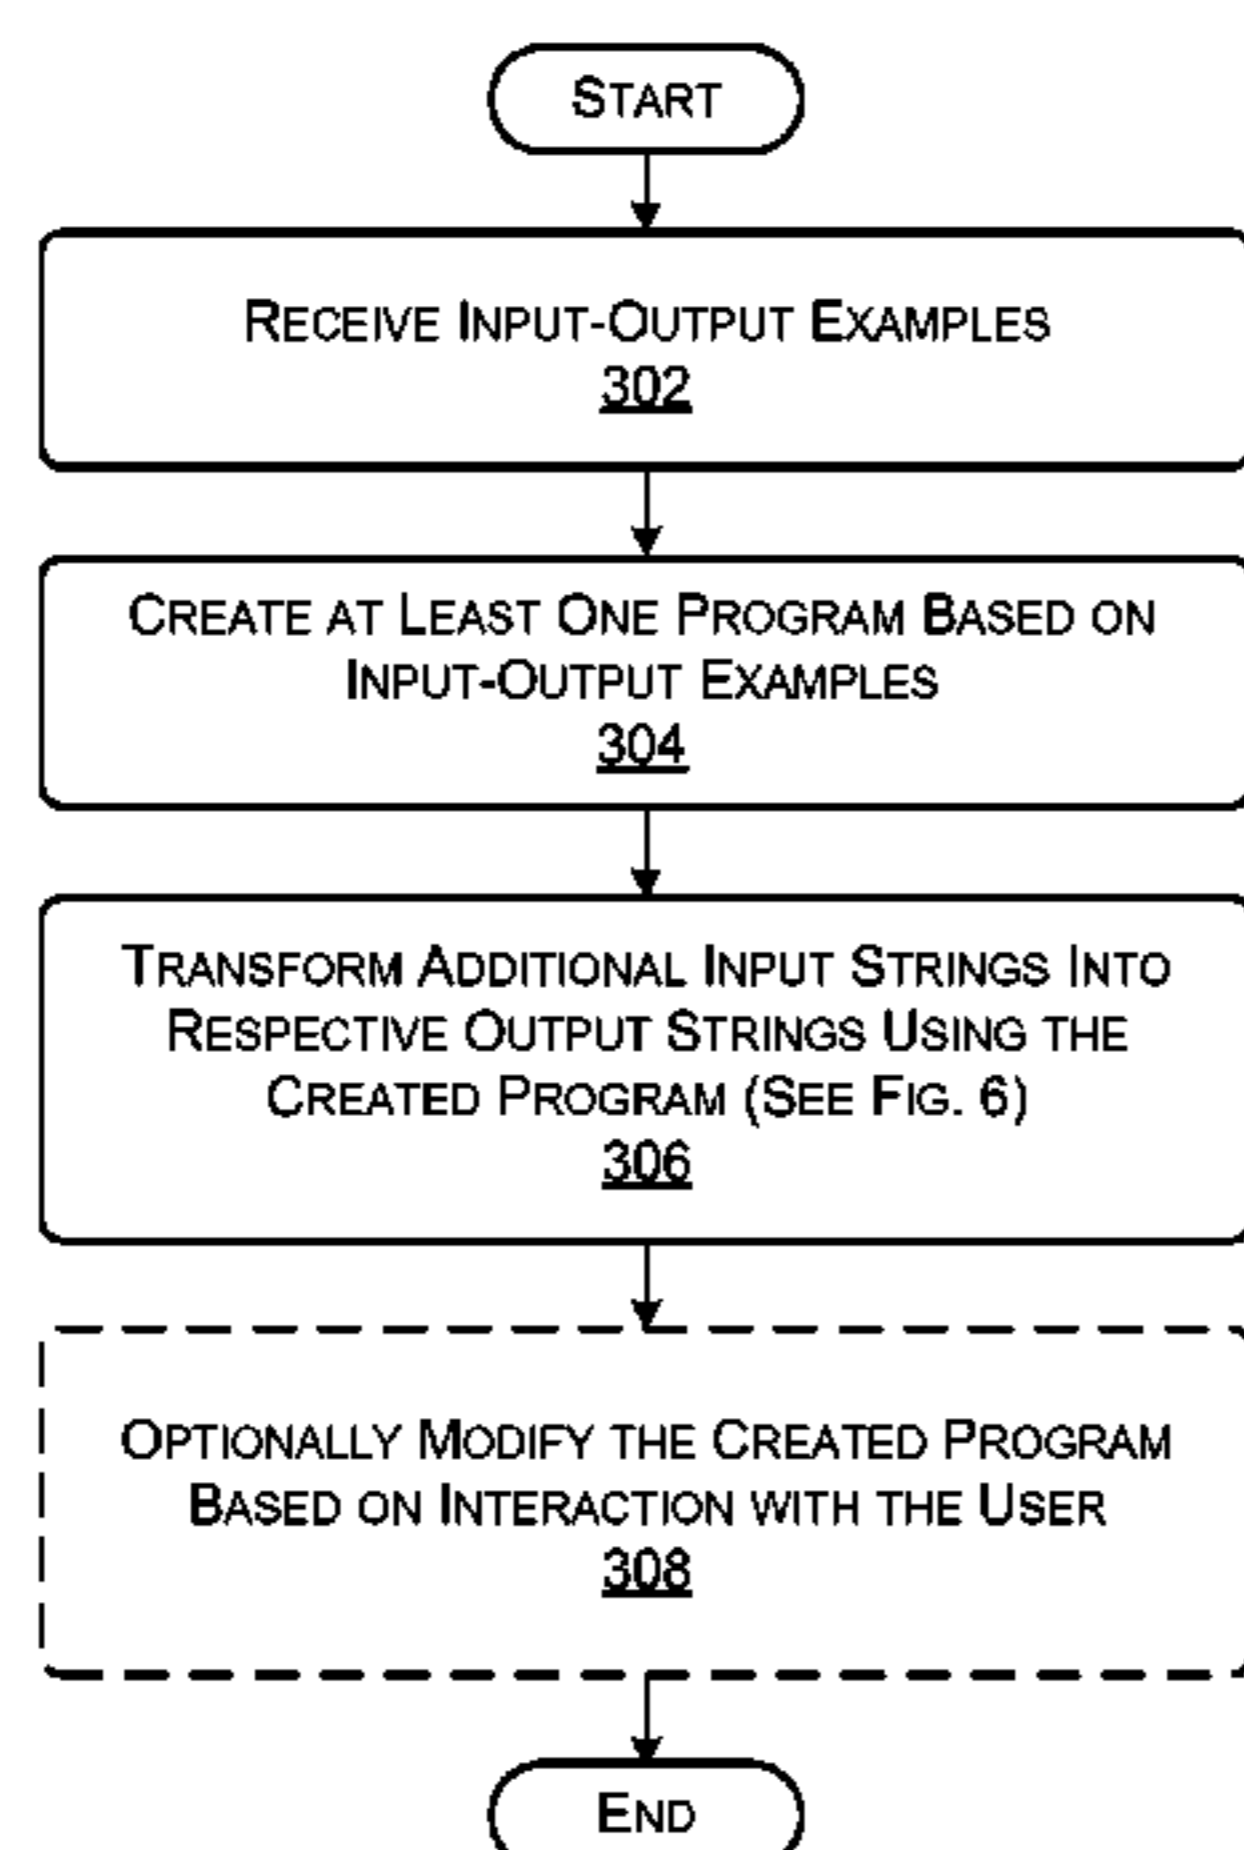 START
RECEIVE INPUT-OUTPUT EXAMPLES
302
CREATE AT LEAST ONE PROGRAM BASED ON
INPUT-OUTPUT EXAMPLES
304
TRANSFORM ADDITIONAL INPUT STRINGS INTO
RESPECTIVE OUTPUT STRINGS USING THE
CREATED PROGRAM (SEE FIG. 6)
306
OPTIONALLY MODIFY THE CREATED PROGRAM
BASED ON INTERACTION WITH THE USER
308
END